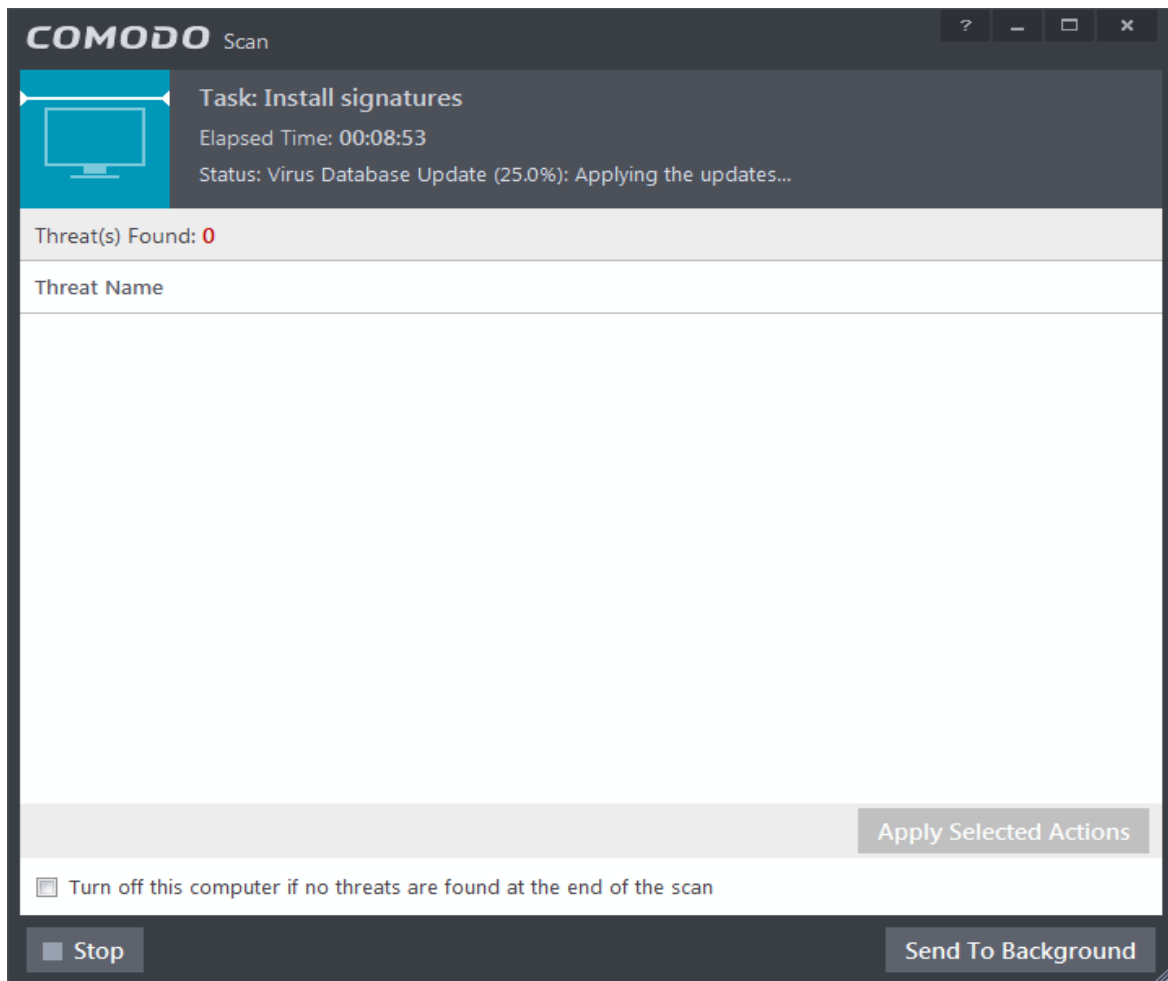 COMODO Scan
?
Task: Install signatures
Elapsed Time: 00:08:53
Status: Virus Database Update (25.0%): Applying the updates...
Threat(s) Found: 0
Threat Name
Apply Selected Actions
Turn off this computer if no threats are found at the end of the scan
Stop
Send To Background